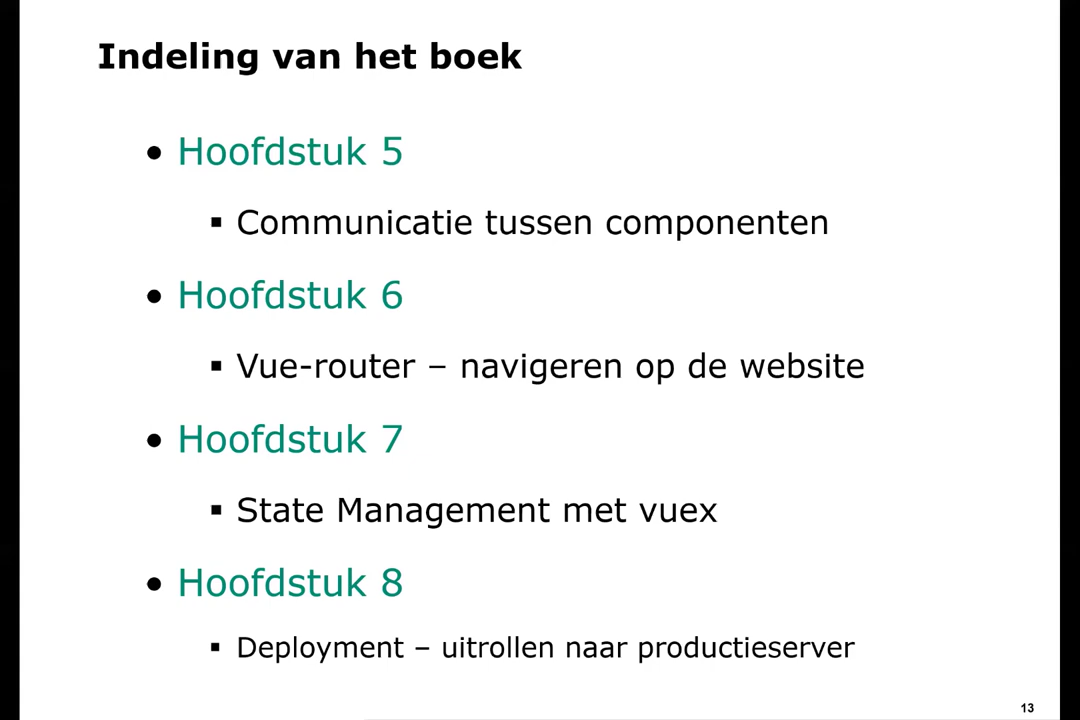 Indeling van het boek
• Hoofdstuk 5
▪ Communicatie tussen componenten
• Hoofdstuk 6
▪ Vue-router – navigeren op de website
• Hoofdstuk 7
▪ State Management met vuex
• Hoofdstuk 8
▪ Deployment – uitrollen naar productieserver
13